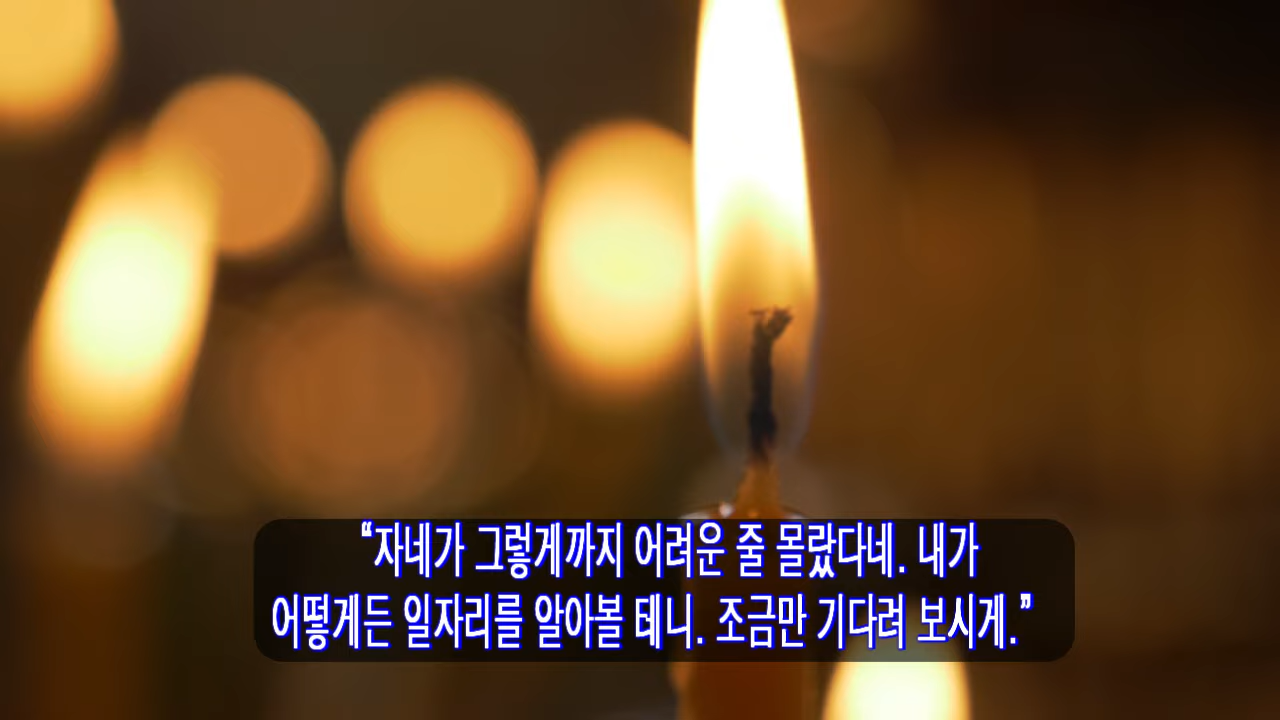 “자네가 그렇게까지 어려운 줄 몰랐다네. 내가
어떻게든 일자리를 알아볼 테니. 조금만 기다려 보시게.”